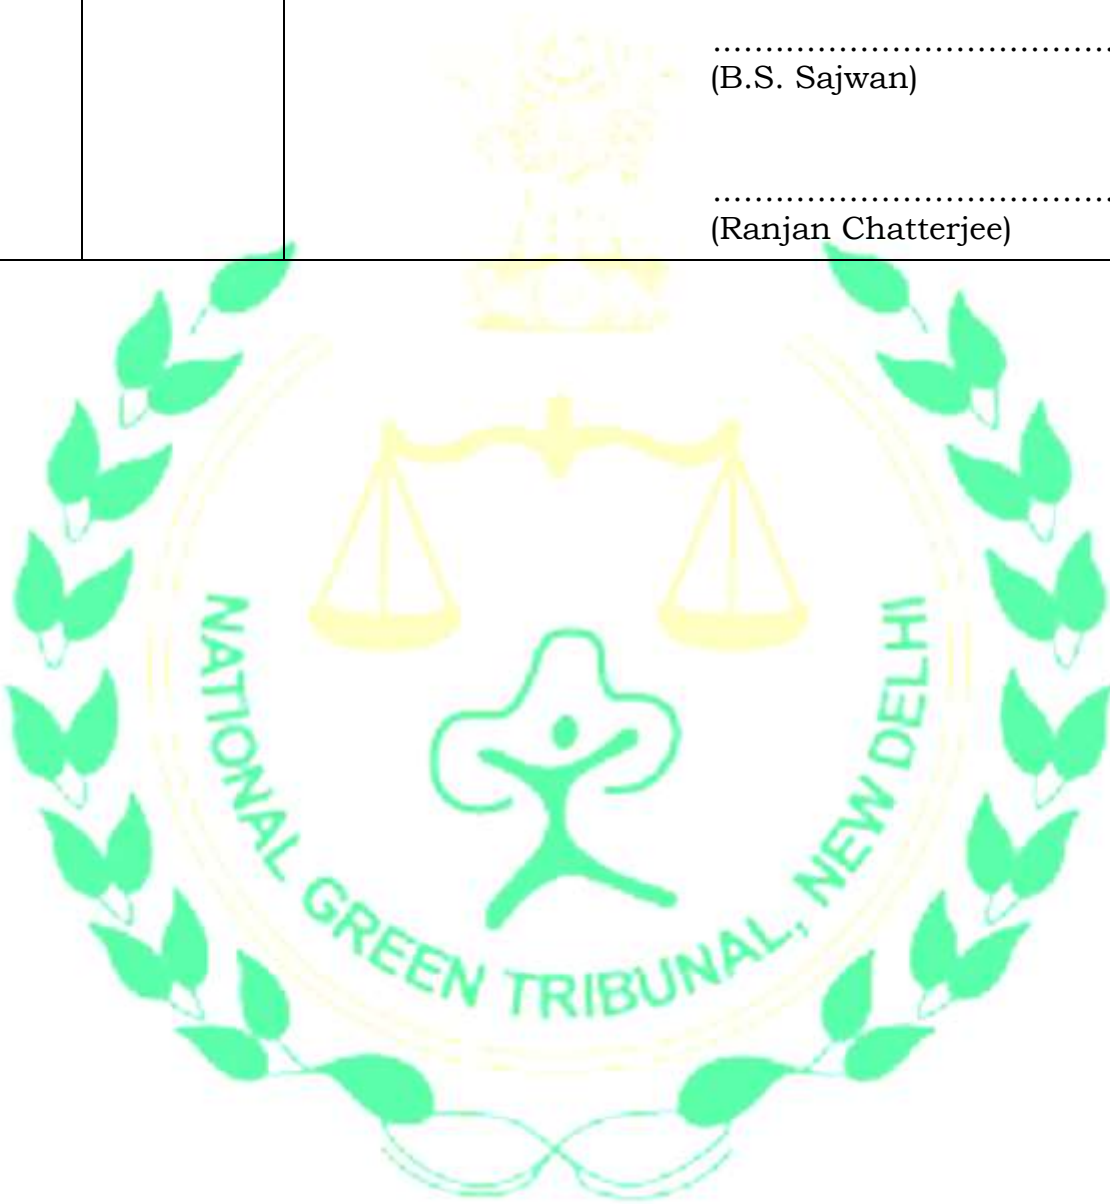 .......................................
(B.S. Sajwan)
.......................................
(Ranjan Chatterjee)
NATIONAL GREEN TRIBUNAL, NEW DELHI